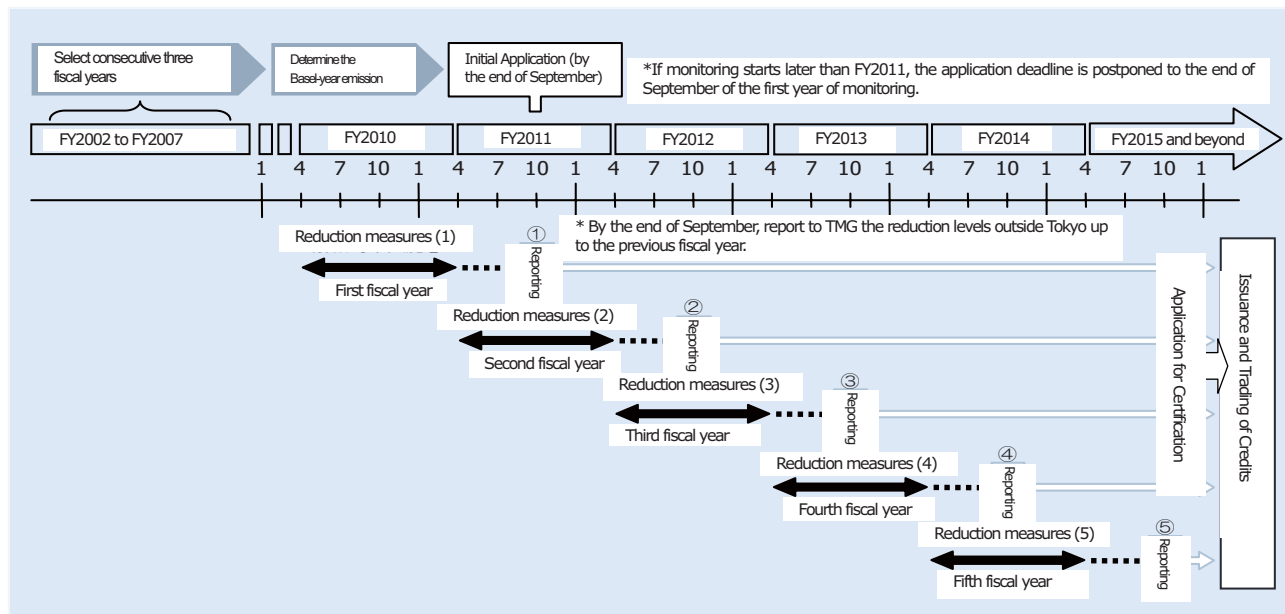 Select consecutive three
fiscal years
Determine the
Basel-year emission
Initial Application (by
the end of September)
*If monitoring starts later than FY2011, the application deadline is postponed to the end of
September of the first year of monitoring.
FY2002 to FY2007
FY2010
FY2011
FY2012
FY2013
FY2014
FY2015 and beyond
1 4 7 10 1 4 7 10 1 4 7 10 1 4 7 10 1 4 7 10 1 4 7 10 1
* By the end of September, report to TMG the reduction levels outside Tokyo up
to the previous fiscal year.
Reduction measures (1)
First fiscal year
①
Reporting
Reduction measures (2)
Second fiscal year
②
Reporting
Reduction measures (3)
Third fiscal year
③
Reporting
Reduction measures (4)
Fourth fiscal year
④
Reporting
Reduction measures (5)
Fifth fiscal year
⑤
Reporting
Application for Certification
Issuance and Trading of Credits